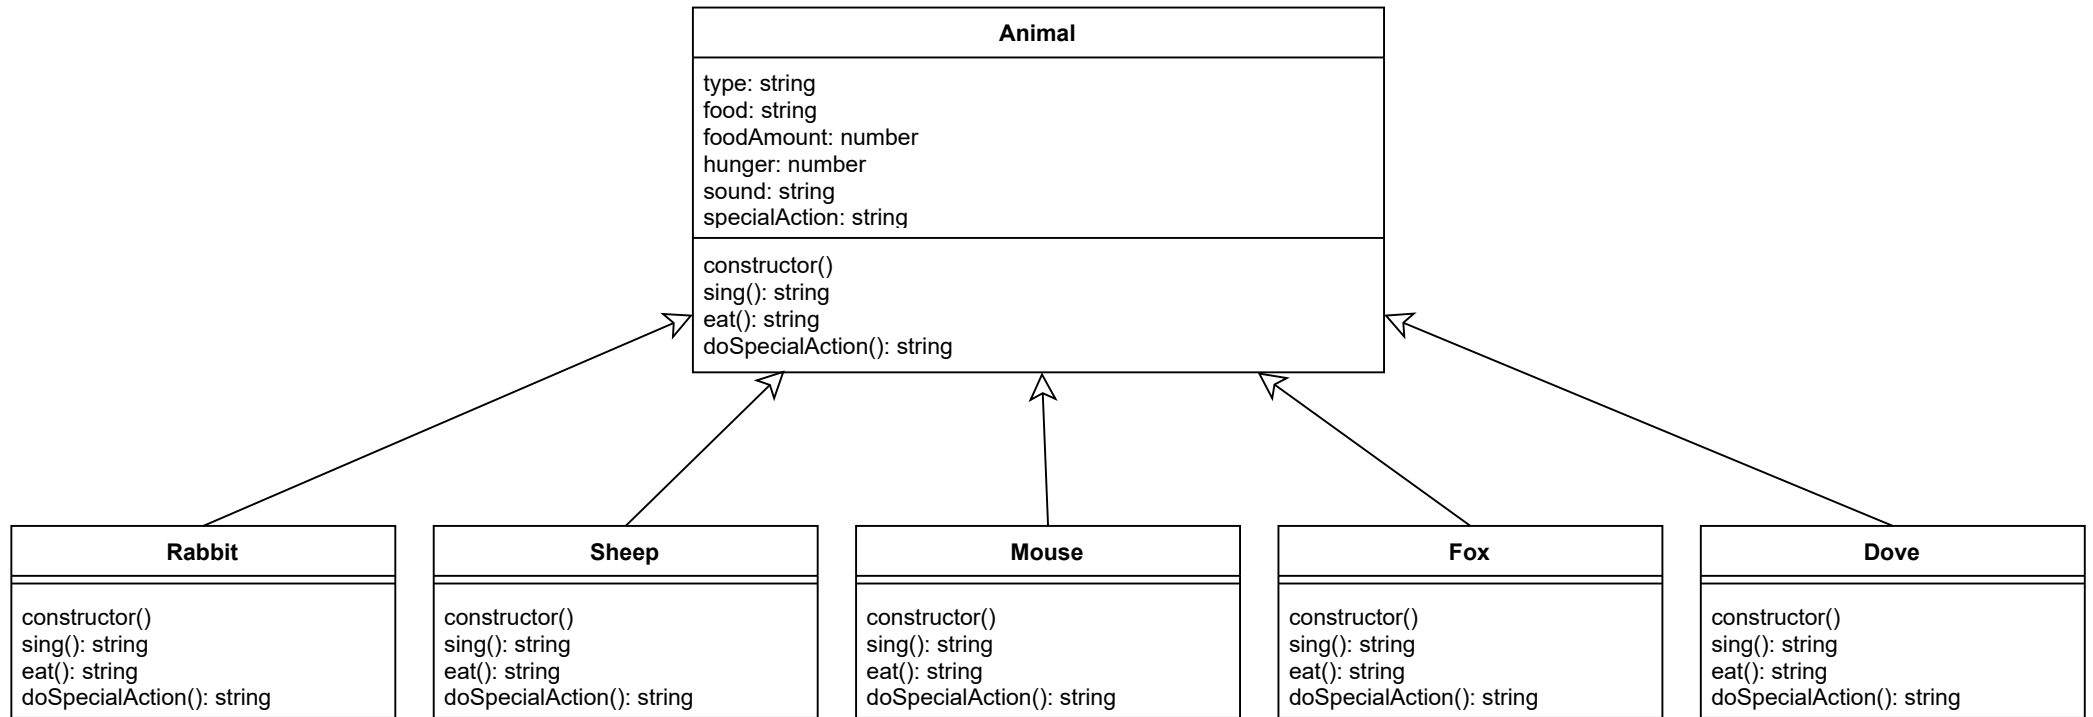 Animal
type: string
food: string
foodAmount: number
hunger: number
sound: string
specialAction: string
constructor()
sing(): string
eat(): string
doSpecialAction(): string
Rabbit
constructor()
sing(): string
eat(): string
doSpecialAction(): string
Sheep
constructor()
sing(): string
eat(): string
doSpecialAction(): string
Mouse
constructor()
sing(): string
eat(): string
doSpecialAction(): string
Fox
constructor()
sing(): string
eat(): string
doSpecialAction(): string
Dove
constructor()
sing(): string
eat(): string
doSpecialAction(): string